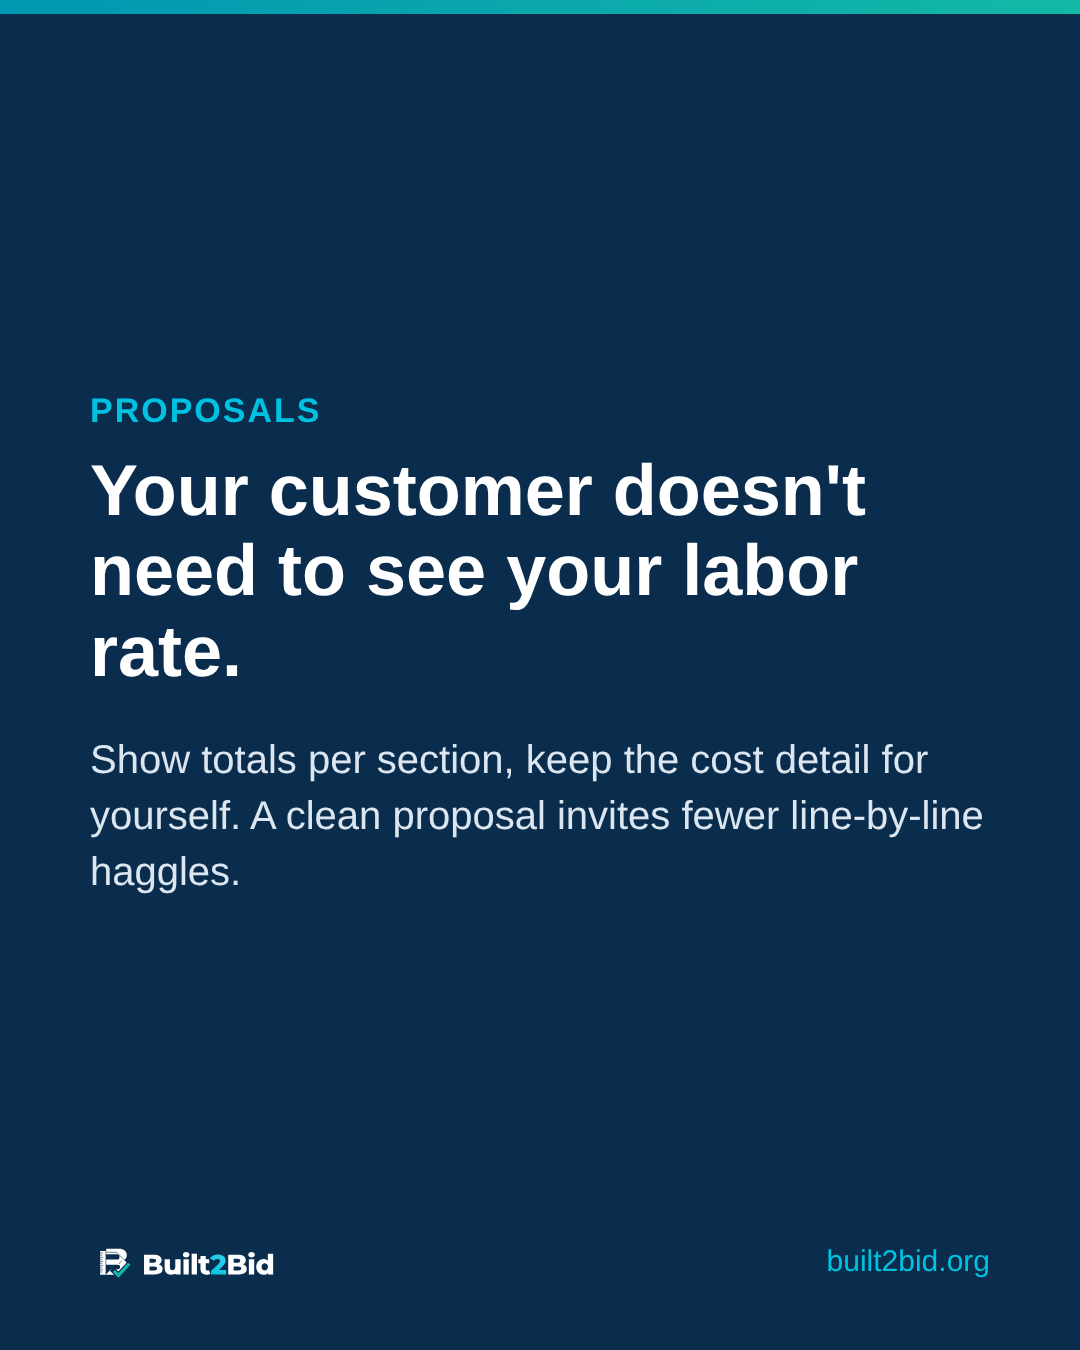 PROPOSALS
Your customer doesn't
need to see your labor
rate.
Show totals per section, keep the cost detail for
yourself. A clean proposal invites fewer line-by-line
haggles.
Built2Bid
built2bid.org